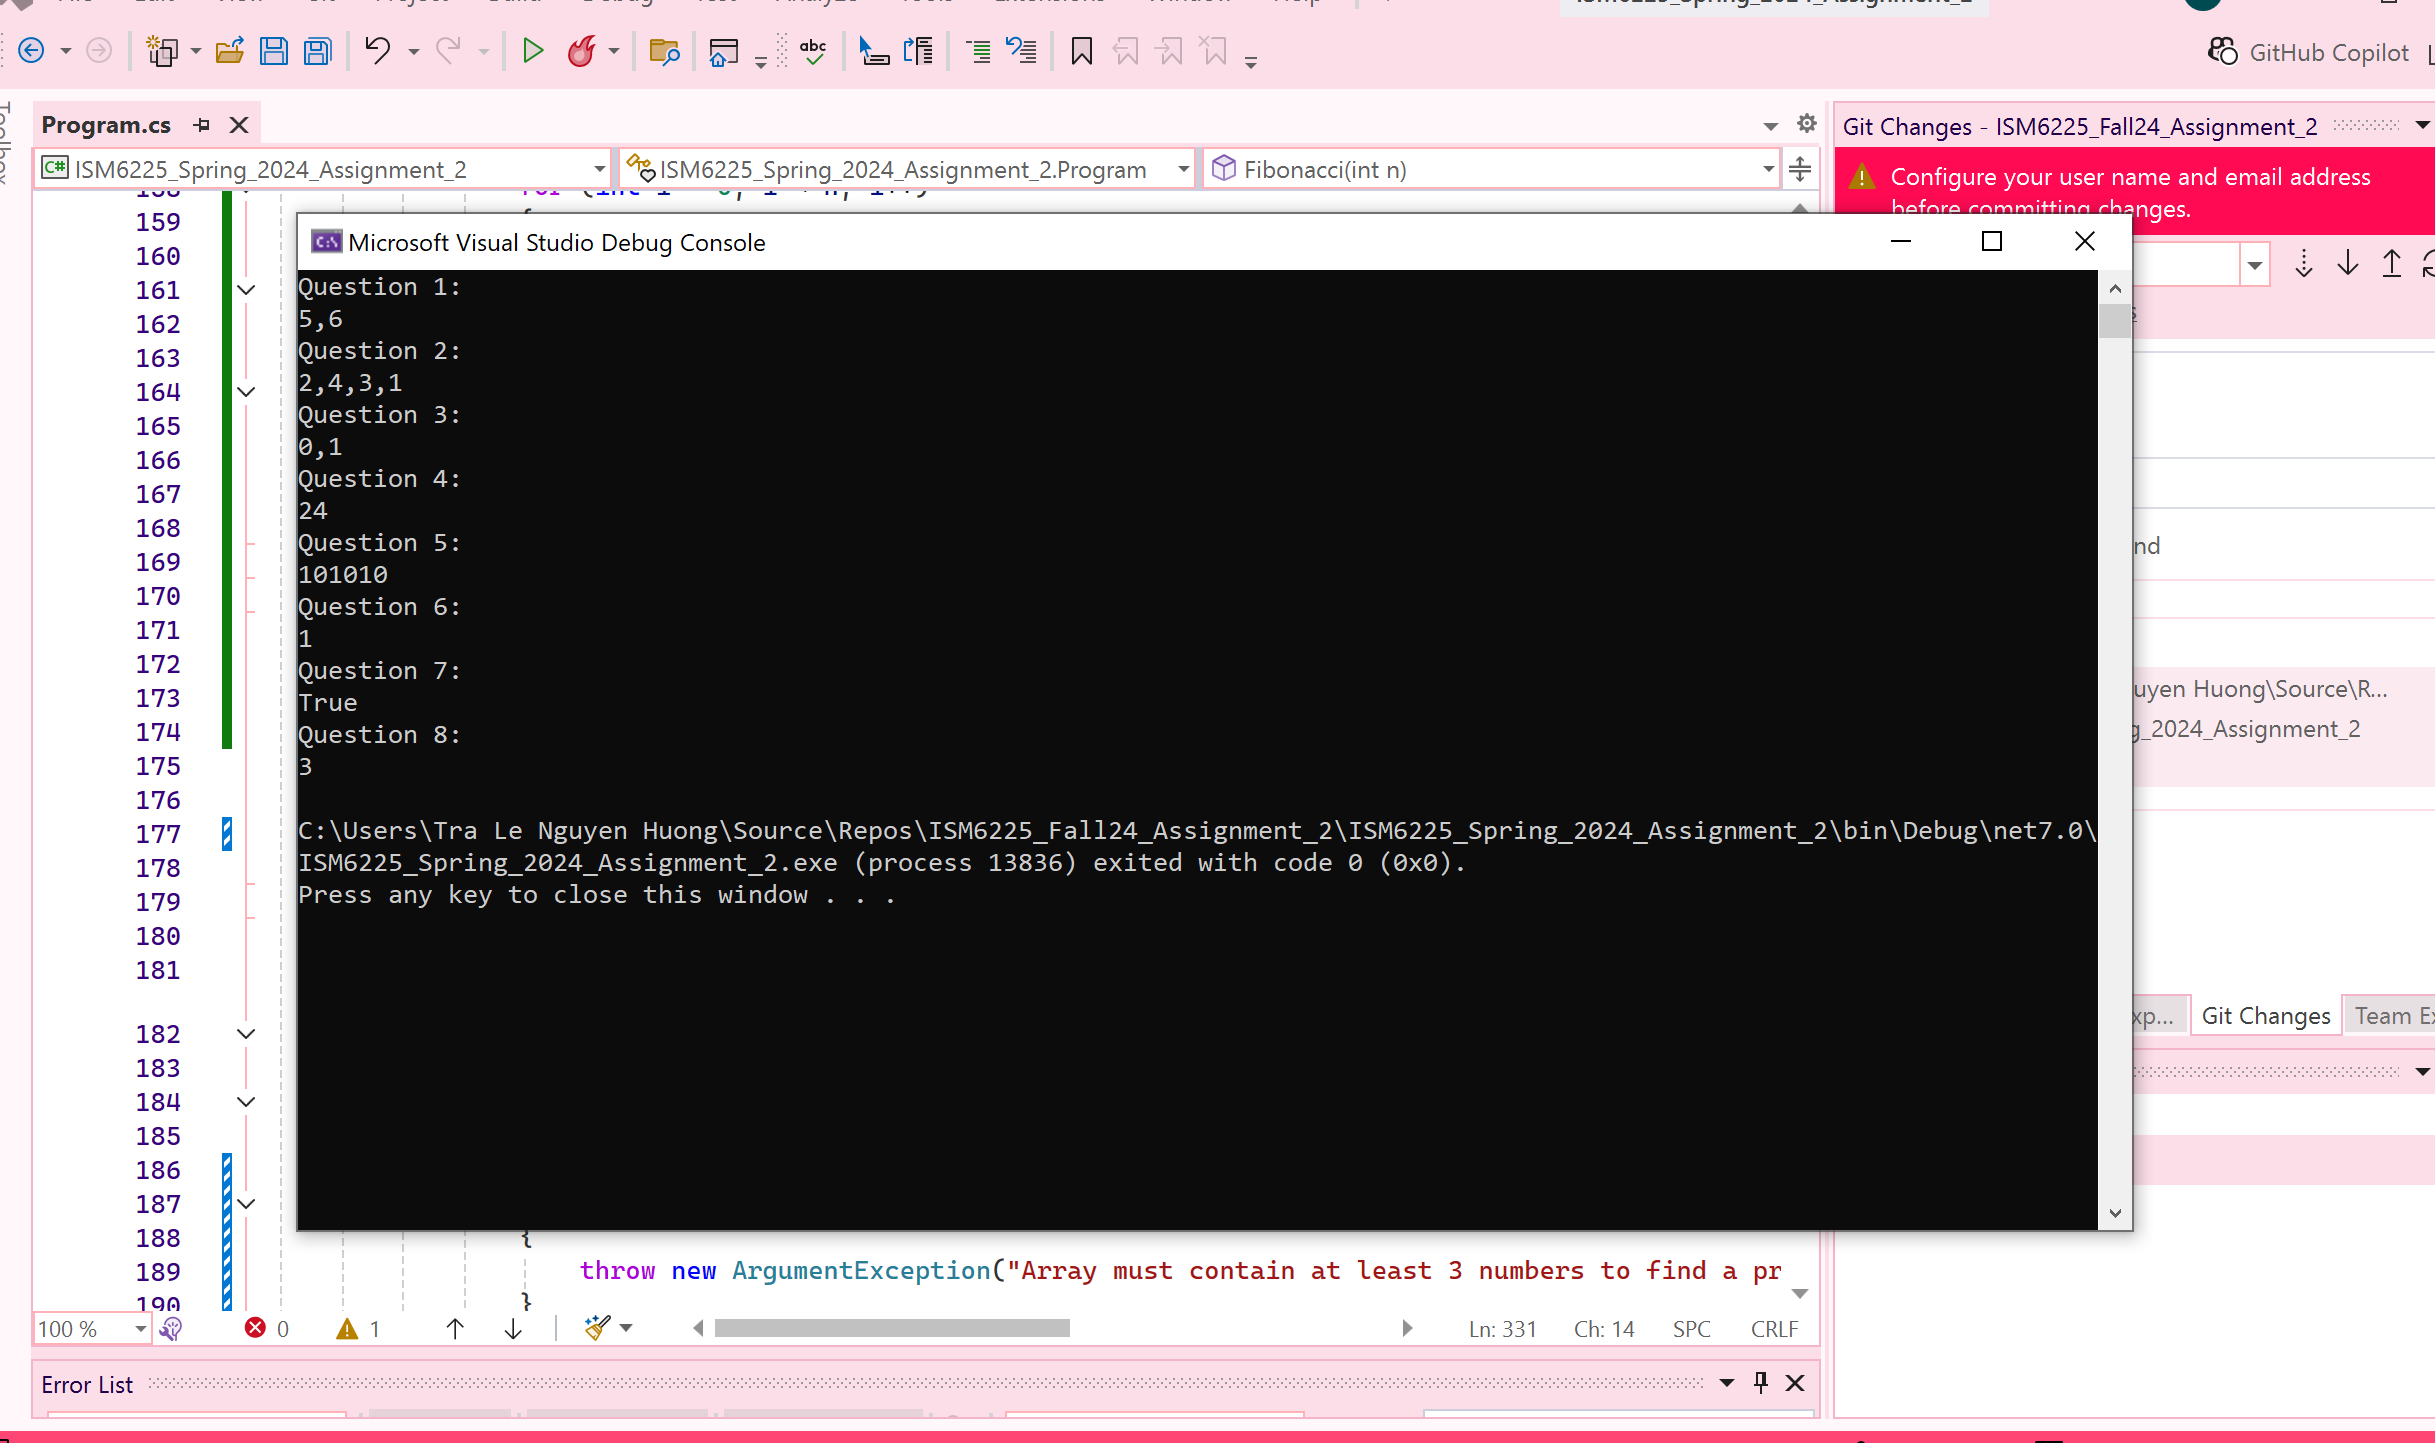 abc
GitHub Copilot
Toolbox
Program.cs
Git Changes - ISM6225_Fall24_Assignment_2
C# ISM6225_Spring_2024_Assignment_2
ISM6225_Spring_2024_Assignment_2.Program
Fibonacci(int n)
Configure your user name and email address
before committing changes.
159
160
161
162
163
164
165
166
167
168
169
170
171
172
173
174
175
176
177
178
179
180
181
182
183
184
185
186
187
188
189
190
C:\ Microsoft Visual Studio Debug Console
Question 1:
5,6
Question 2:
2,4,3,1
Question 3:
0,1
Question 4:
24
Question 5:
101010
Question 6:
1
Question 7:
True
Question 8:
3
C:\Users\Tra Le Nguyen Huong\Source\Repos\ISM6225_Fall24_Assignment_2\ISM6225_Spring_2024_Assignment_2\bin\Debug\net7.0\
ISM6225_Spring_2024_Assignment_2.exe (process 13836) exited with code 0 (0x0).
Press any key to close this window . . .
nd
uyen Huong\Source\R...
g_2024_Assignment_2
xp...
Git Changes
Team Ex
{
throw new ArgumentException("Array must contain at least 3 numbers to find a pr
}
100 %
0
1
Ln: 331
Ch: 14
SPC
CRLF
Error List